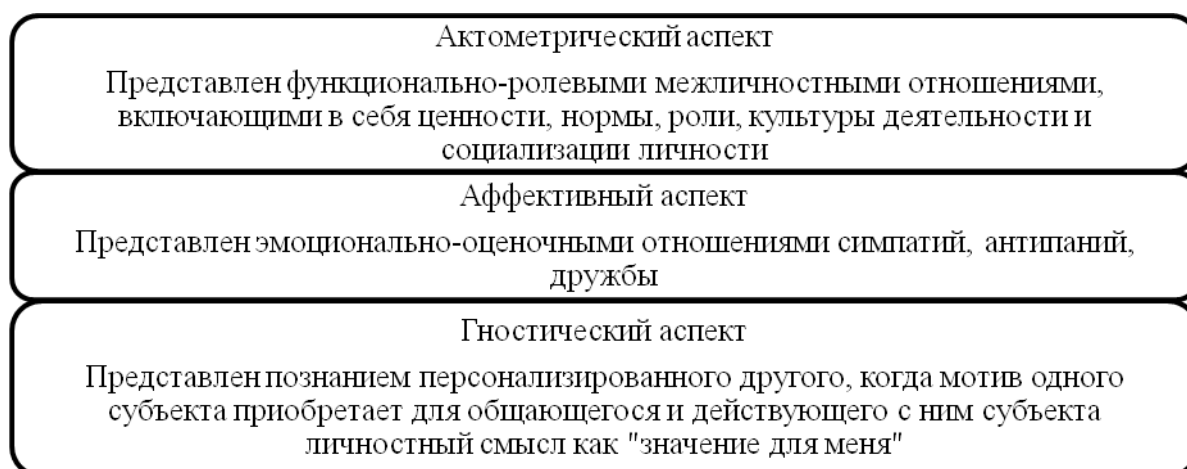 Актометрический аспект
Представлен функционально-ролевыми межличностными отношениями,
включающими в себя ценности, нормы, роли, культуры деятельности и
социализации личности
Аффективный аспект
Представлен эмоционально-оценочными отношениями симпатий, антипаний,
дружбы
Гностический аспект
Представлен познанием персонализированного другого, когда мотив одного
субъекта приобретает для общающегося и действующего с ним субъекта
личностный смысл как "значение для меня"